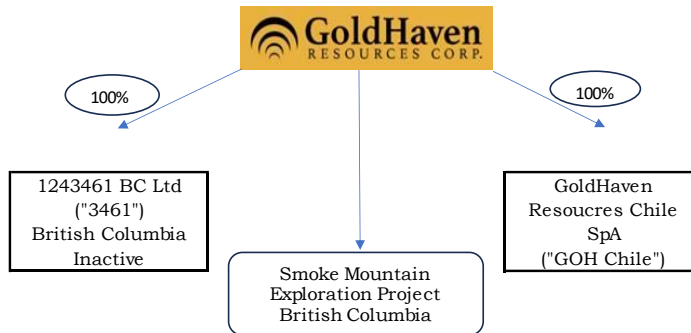 GoldHaven
RESOURCES CORP.
100%
100%
1243461 BC Ltd
("3461")
British Columbia
Inactive
GoldHaven
Resoucres Chile
SpA
("GOH Chile")
Smoke Mountain
Exploration Project
British Columbia